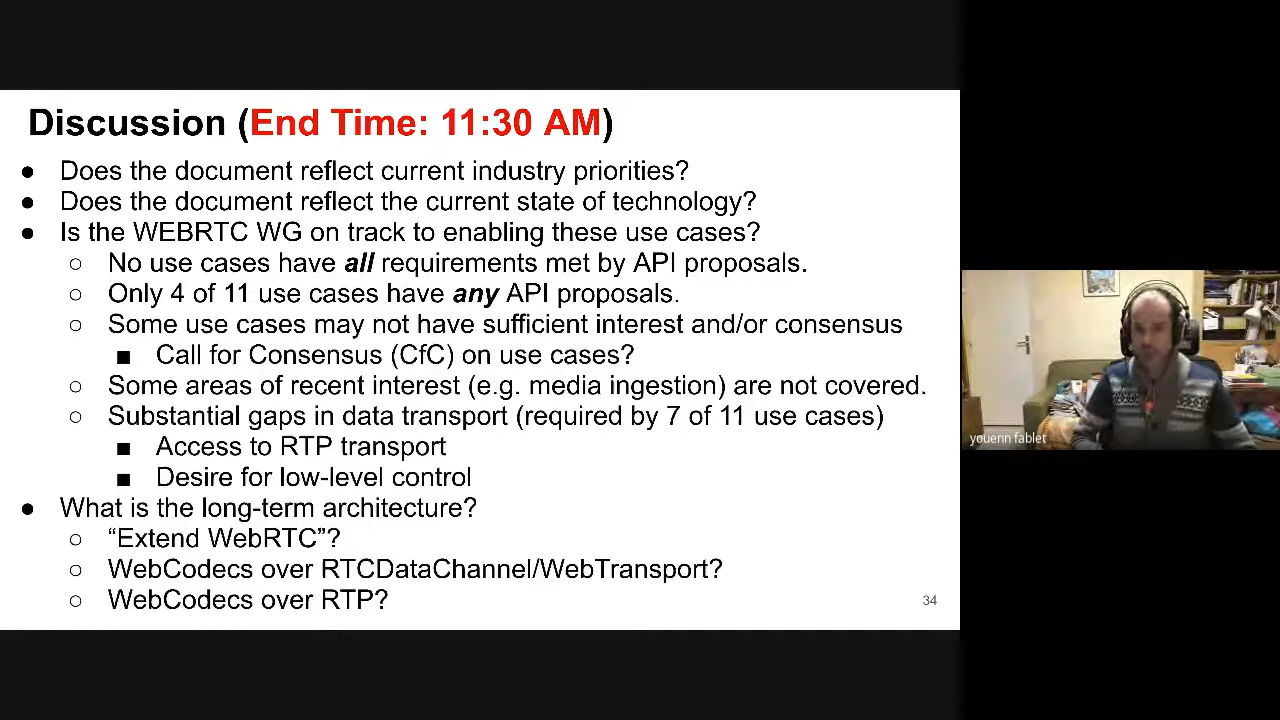 Discussion (End Time: 11:30 AM)
● Does the document reflect current industry priorities?
● Does the document reflect the current state of technology?
● Is the WEBRTC WG on track to enabling these use cases?
○ No use cases have all requirements met by API proposals.
○ Only 4 of 11 use cases have any API proposals.
○ Some use cases may not have sufficient interest and/or consensus
■ Call for Consensus (CfC) on use cases?
○ Some areas of recent interest (e.g. media ingestion) are not covered.
○ Substantial gaps in data transport (required by 7 of 11 use cases)
■ Access to RTP transport
■ Desire for low-level control
● What is the long-term architecture?
○ “Extend WebRTC”?
○ WebCodecs over RTCDataChannel/WebTransport?
○ WebCodecs over RTP?
34
youenn fablet